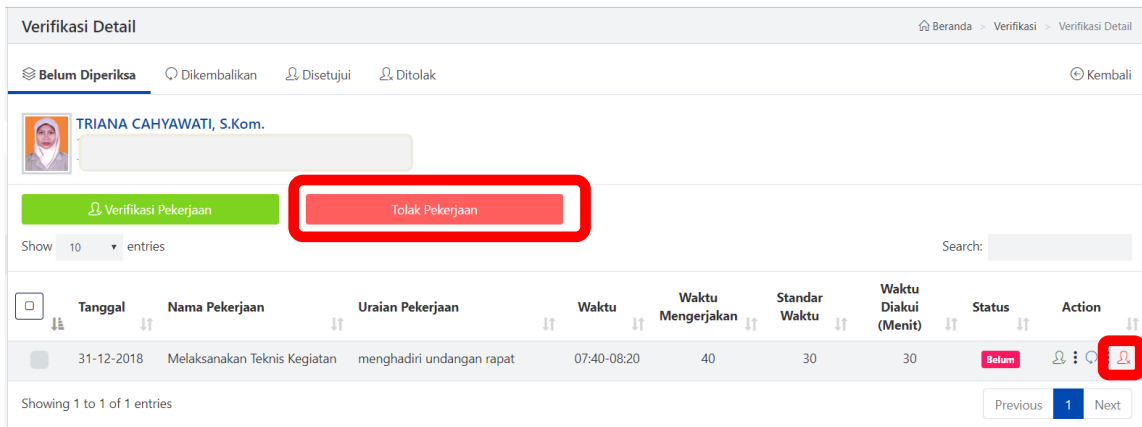 Verifikasi Detail
Beranda > Verifikasi > Verifikasi Detail
Belum Diperiksa Dikembalikan Disetujui Ditolak Kembali
TRIANA CAHYAWATI, S.Kom.
Verifikasi Pekerjaan Tolak Pekerjaan
Show 10 entries Search:
Tanggal Nama Pekerjaan Uraian Pekerjaan Waktu Waktu Mengerjakan Standar Waktu Waktu Diakui (Menit) Status Action
31-12-2018 Melaksanakan Teknis Kegiatan menghadiri undangan rapat 07:40-08:20 40 30 30 Belum
Showing 1 to 1 of 1 entries Previous 1 Next